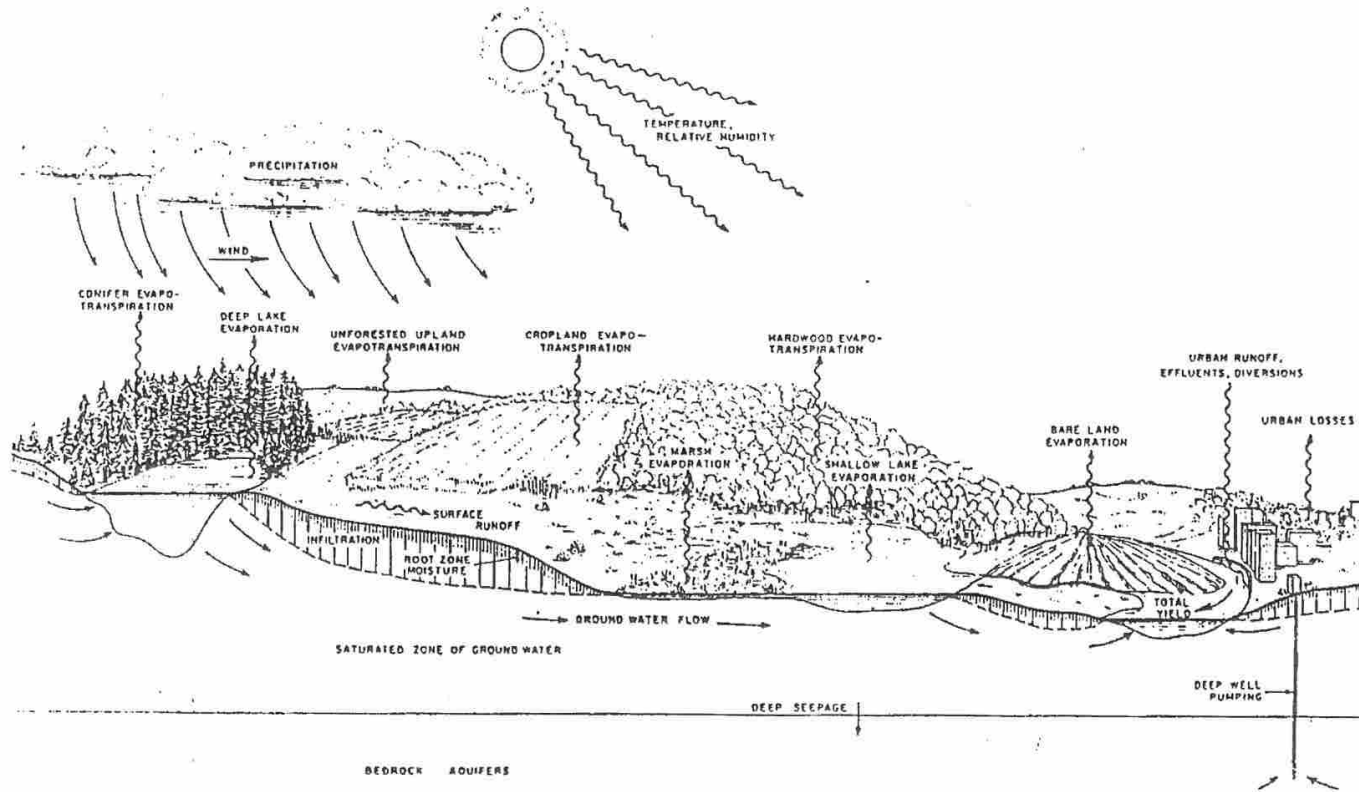 TEMPERATURE,
RELATIVE HUMIDITY
PRECIPITATION
WIND
CONIFER EVAPO-
TRANSPIRATION
DEEP LAKE
EVAPORATION
UNFORESTED UPLAND
EVAPOTRANSPIRATION
CROPLAND EVAPO-
TRANSPIRATION
HARDWOOD EVAPO-
TRANSPIRATION
URBAN RUNOFF,
EFFLUENTS, DIVERSIONS
URBAN LOSSES
BARE LAND
EVAPORATION
MARSH
EVAPORATION
SHALLOW LAKE
EVAPORATION
SURFACE
RUNOFF
INFILTRATION
ROOT ZONE
MOISTURE
TOTAL
YIELD
GROUND WATER FLOW
SATURATED ZONE OF GROUND WATER
DEEP WELL
PUMPING
DEEP SEEPAGE
BEDROCK AQUIFERS